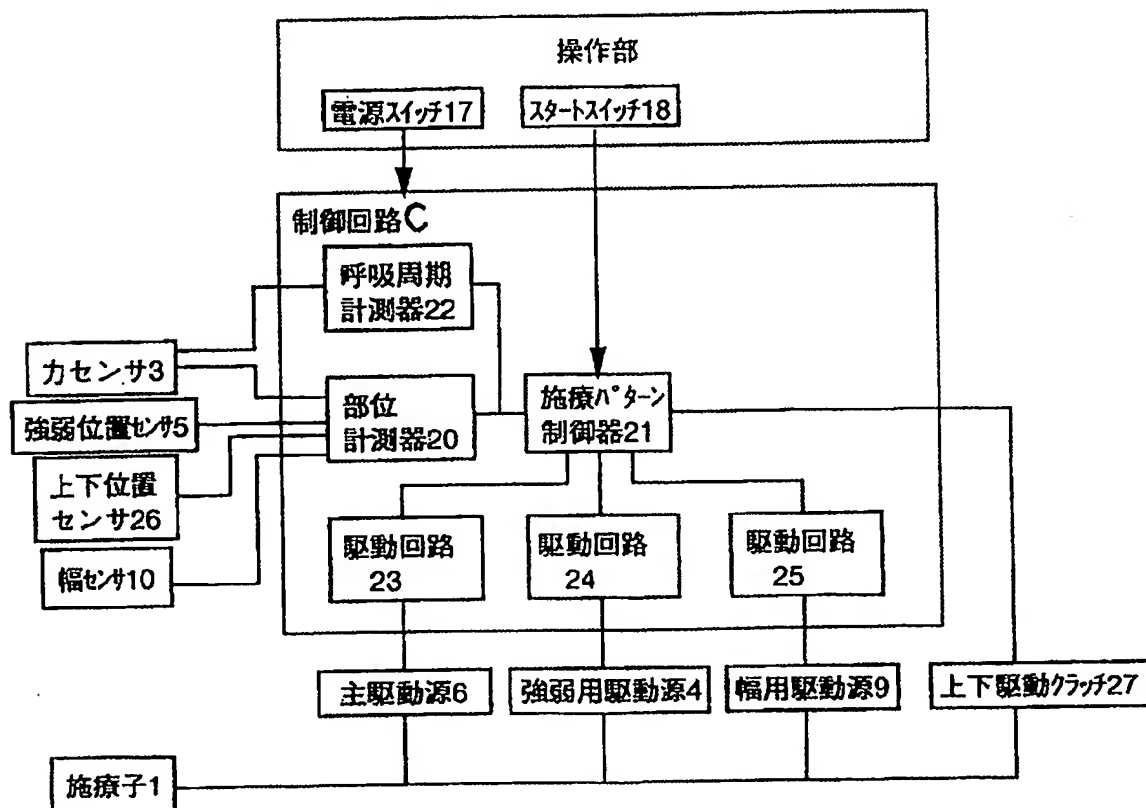 操作部
電源スイッチ17
スタートスイッチ18
制御回路C
呼吸周期
計測器22
力センサ3
強弱位置センサ5
上下位置
センサ26
幅センサ10
部位
計測器20
施療パターン
制御器21
駆動回路
23
駆動回路
24
駆動回路
25
主駆動源6
強弱用駆動源4
幅用駆動源9
上下駆動クラッチ27
施療子1